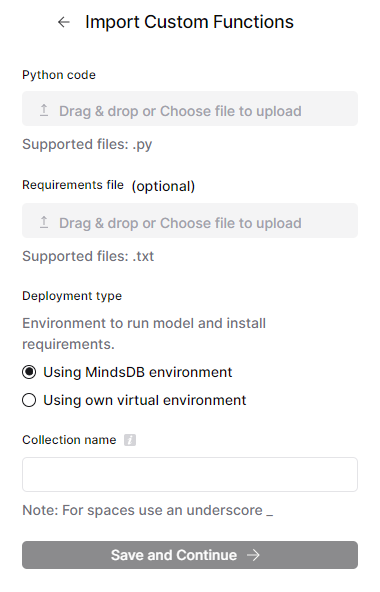 Import Custom Functions
Python code
Drag & drop or Choose file to upload
Supported files: .py
Requirements file (optional)
Drag & drop or Choose file to upload
Supported files: .txt
Deployment type
Environment to run model and install
requirements.
Using MindsDB environment
Using own virtual environment
Collection name i
Note: For spaces use an underscore _
Save and Continue